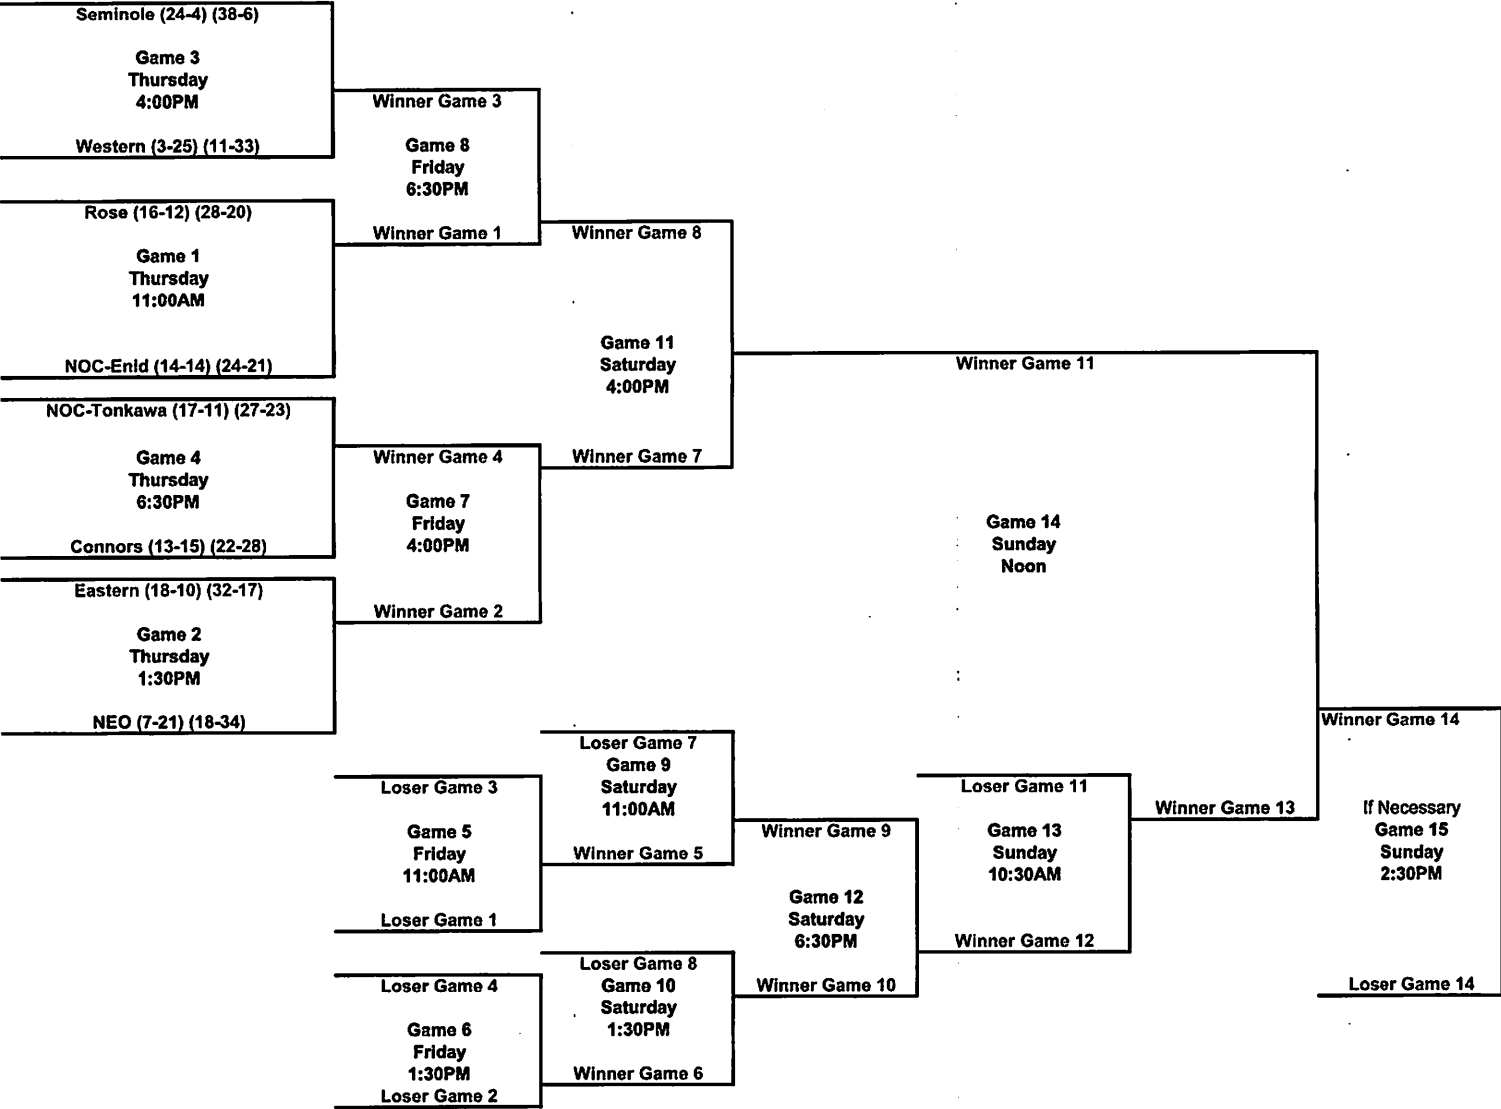 Seminole (24-4) (38-6)
Game 3
Thursday
4:00PM
Western (3-25) (11-33)
Rose (16-12) (28-20)
Game 1
Thursday
11:00AM
NOC-Enid (14-14) (24-21)
NOC-Tonkawa (17-11) (27-23)
Game 4
Thursday
6:30PM
Connors (13-15) (22-28)
Eastern (18-10) (32-17)
Game 2
Thursday
1:30PM
NEO (7-21) (18-34)
Winner Game 3
Game 8
Friday
6:30PM
Winner Game 1
Winner Game 4
Game 7
Friday
4:00PM
Winner Game 2
Loser Game 3
Game 5
Friday
11:00AM
Loser Game 1
Loser Game 4
Game 6
Friday
1:30PM
Loser Game 2
Winner Game 8
Game 11
Saturday
4:00PM
Winner Game 7
Loser Game 7
Game 9
Saturday
11:00AM
Winner Game 5
Loser Game 8
Game 10
Saturday
1:30PM
Winner Game 6
Winner Game 9
Game 12
Saturday
6:30PM
Winner Game 10
Winner Game 11
Game 14
Sunday
Noon
Loser Game 11
Game 13
Sunday
10:30AM
Winner Game 12
Winner Game 13
Winner Game 14
If Necessary
Game 15
Sunday
2:30PM
Loser Game 14